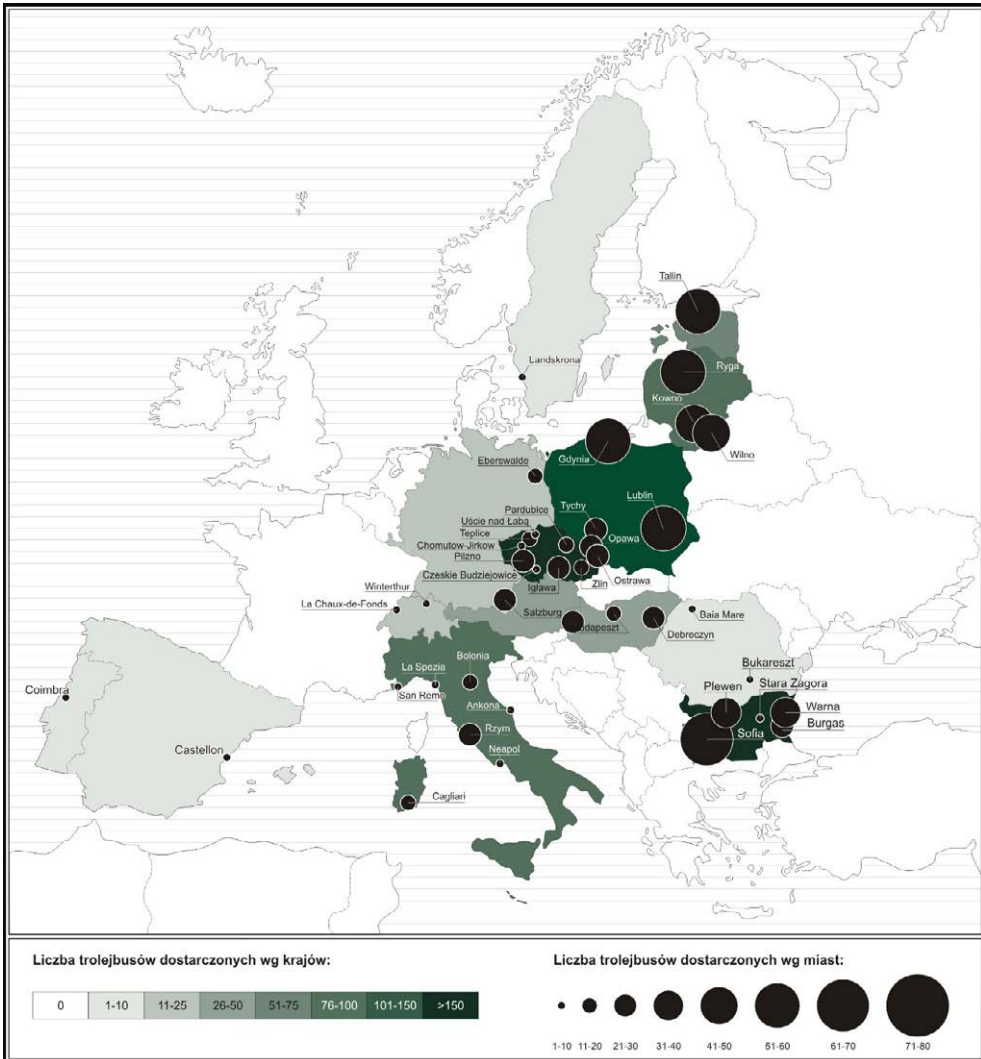 Tallin
Landskrona
Ryga
Kowno
Wilno
Gdynia
Eberswalde
Lublin
Tychy
Pardubice
Uście nad Łabą
Teplice
Opawa
Chomutow-Jirkow
Pilzno
Czeskie Budziejowice
Igława
Zlin
Ostrawa
Winterthur
La Chaux-de-Fonds
Salzburg
Budapeszt
Debreczyn
Baia Mare
Bukareszt
Stara Zagora
Plewen
Warna
Burgas
Sofia
La Spezia
Bolonia
San Remo
Ankona
Rzym
Neapol
Cagliari
Coimbra
Castellon
Liczba trolejbusów dostarczonych wg krajów:
0 1-10 11-25 26-50 51-75 76-100 101-150 >150
Liczba trolejbusów dostarczonych wg miast:
1-10 11-20 21-30 31-40 41-50 51-60 61-70 71-80